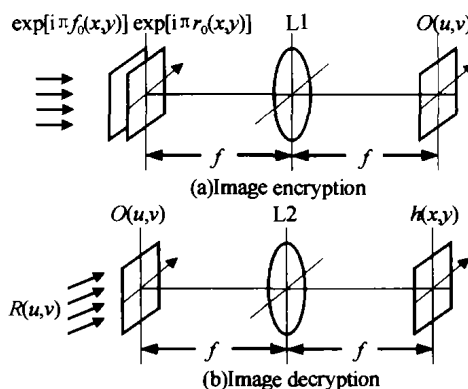 exp[iπf₀(x,y)] exp[iπr₀(x,y)] L1 O(u,v)
f f
(a)Image encryption
O(u,v) L2 h(x,y)
R(u,v)
f f
(b)Image decryption